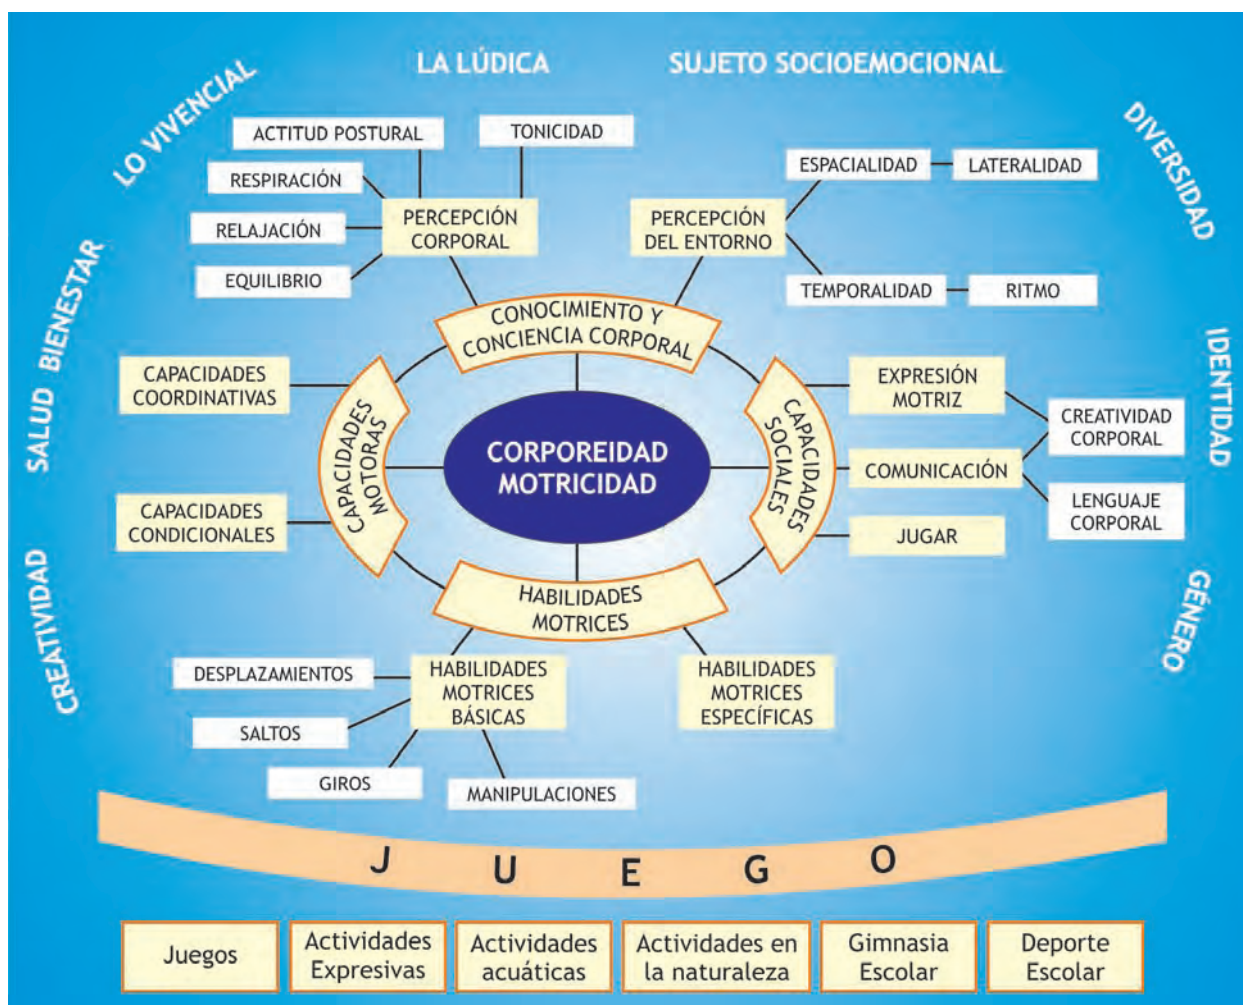 LA LÚDICA
SUJETO SOCIOEMOCIONAL
LO VIVENCIAL
DIVERSIDAD
ACTITUD POSTURAL
TONICIDAD
RESPIRACIÓN
ESPACIALIDAD
LATERALIDAD
RELAJACIÓN
PERCEPCIÓN
CORPORAL
PERCEPCIÓN
DEL ENTORNO
EQUILIBRIO
TEMPORALIDAD
RITMO
SALUD BIENESTAR
CONOCIMIENTO Y
CONCIENCIA CORPORAL
IDENTIDAD
CAPACIDADES
COORDINATIVAS
CAPACIDADES
MOTORAS
CORPOREIDAD
MOTRICIDAD
CAPACIDADES
SOCIALES
EXPRESIÓN
MOTRIZ
CREATIVIDAD
CORPORAL
COMUNICACIÓN
LENGUAJE
CORPORAL
CAPACIDADES
CONDICIONALES
JUGAR
CREATIVIDAD
HABILIDADES
MOTRICES
GÉNERO
DESPLAZAMIENTOS
HABILIDADES
MOTRICES
BÁSICAS
HABILIDADES
MOTRICES
ESPECÍFICAS
SALTOS
GIROS
MANIPULACIONES
J U E G O
Juegos
Actividades
Expresivas
Actividades
acuáticas
Actividades en
la naturaleza
Gimnasia
Escolar
Deporte
Escolar